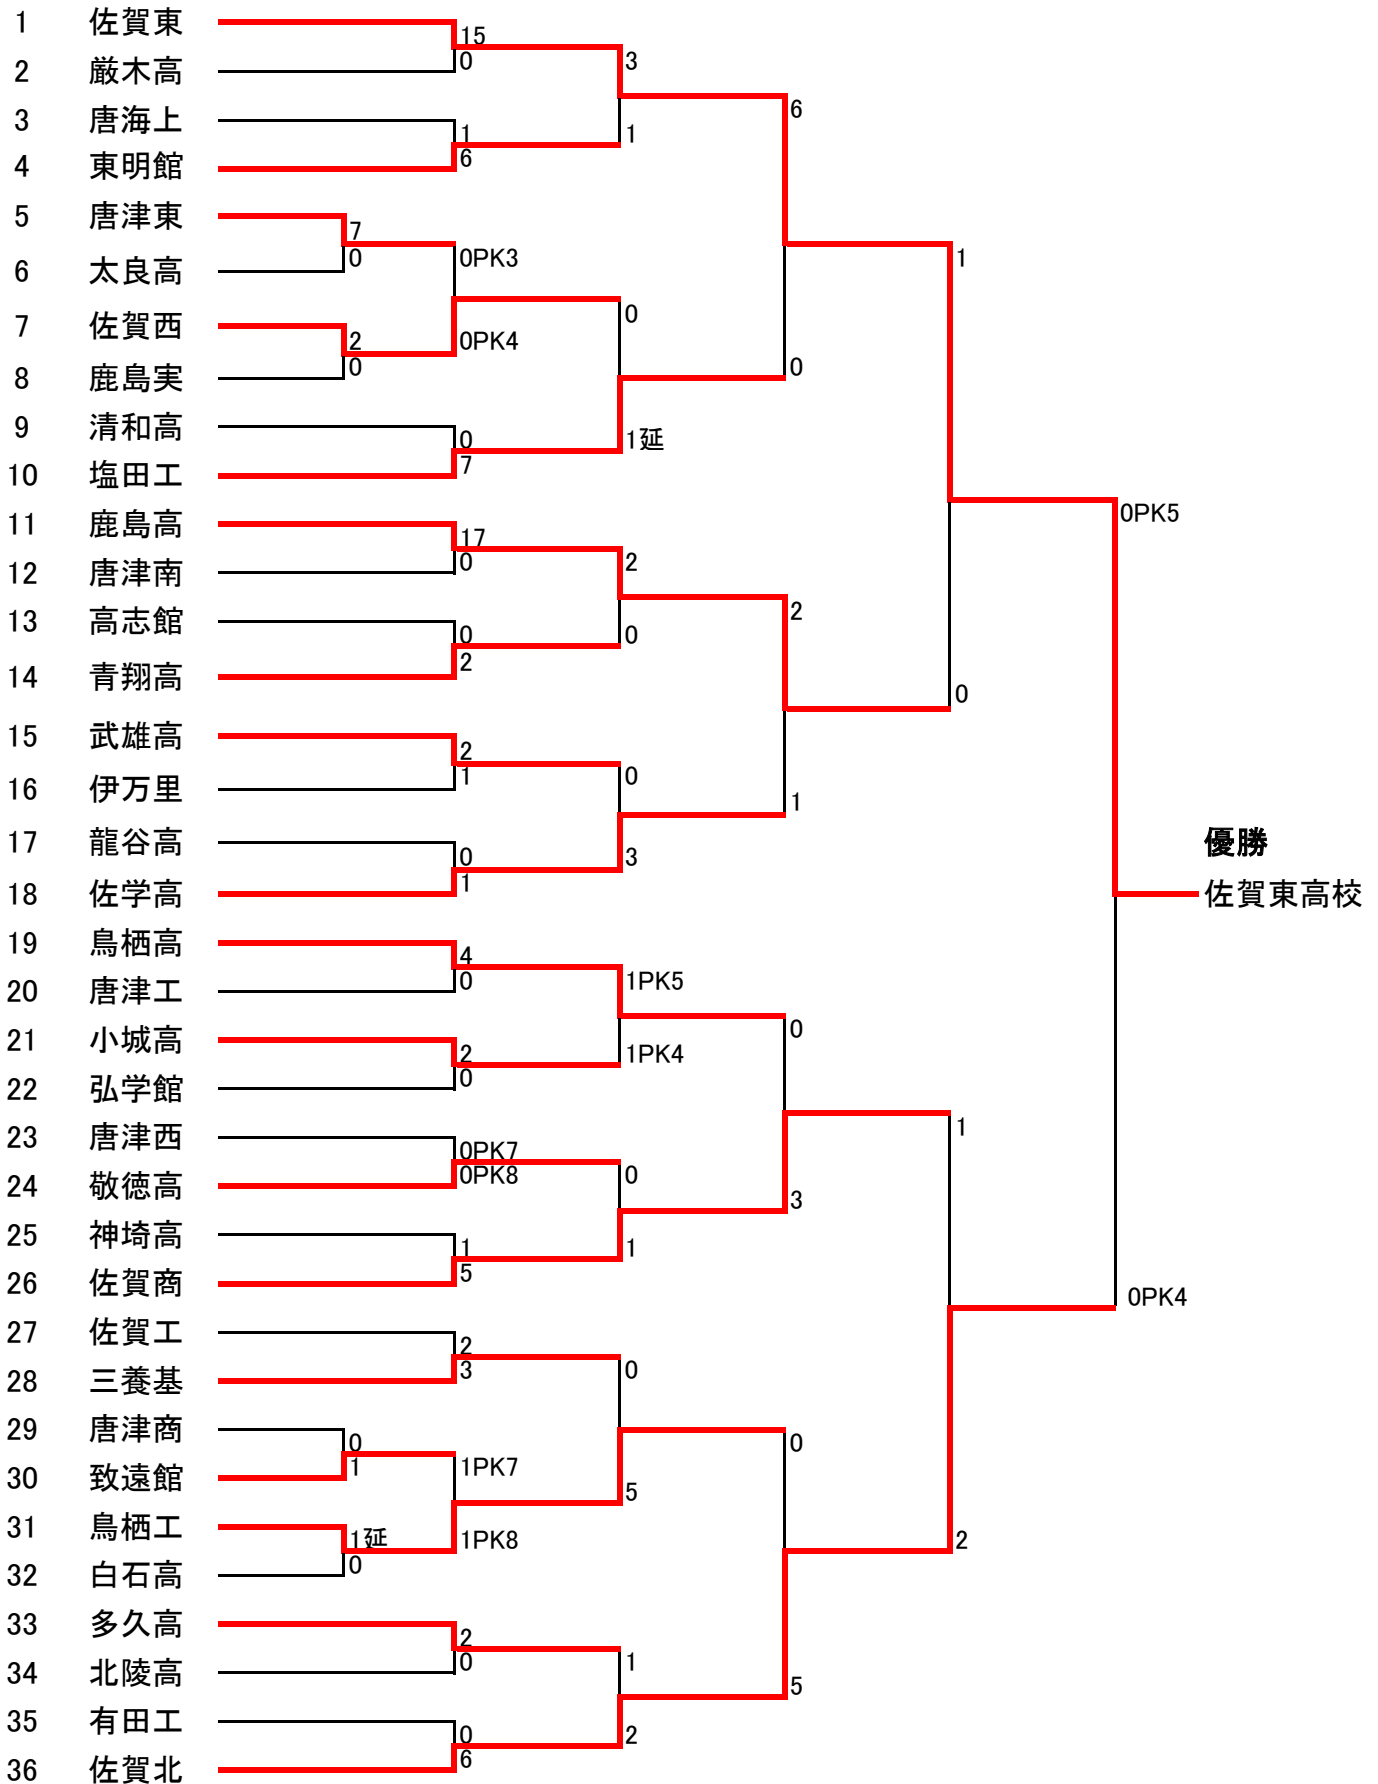 1 佐賀東
15
2 厳木高
0
3
3 唐海上
1
4 東明館
6
1
6
5 唐津東
7
6 太良高
0
0PK3
7 佐賀西
2
8 鹿島実
0
0PK4
0
9 清和高
0
10 塩田工
7
1延
0
1
11 鹿島高
17
12 唐津南
0
2
13 高志館
0
14 青翔高
2
0
2
15 武雄高
2
16 伊万里
1
0
17 龍谷高
0
18 佐学高
1
3
1
0
0PK5
優勝
佐賀東高校
19 鳥栖高
4
20 唐津工
0
1PK5
21 小城高
2
22 弘学館
0
1PK4
0
23 唐津西
0PK7
24 敬徳高
0PK8
0
25 神埼高
1
26 佐賀商
5
1
3
1
27 佐賀工
2
28 三養基
3
0
29 唐津商
0
30 致遠館
1
1PK7
31 鳥栖工
1延
32 白石高
0
1PK8
5
0
33 多久高
2
34 北陵高
0
1
35 有田工
0
36 佐賀北
6
2
5
2
0PK4